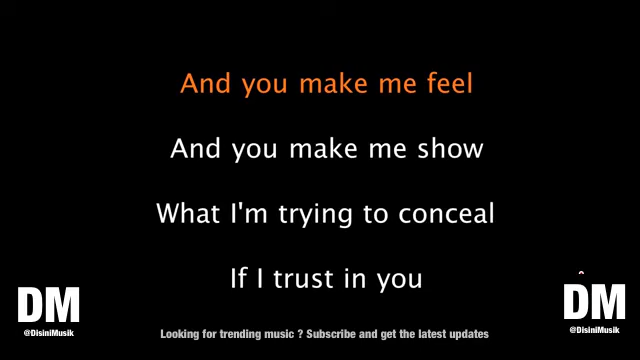 And you make me feel
And you make me show
What I'm trying to conceal
If I trust in you
DM
@DisiniMusik
DM
@DisiniMusik
Looking for trending music ? Subscribe and get the latest updates